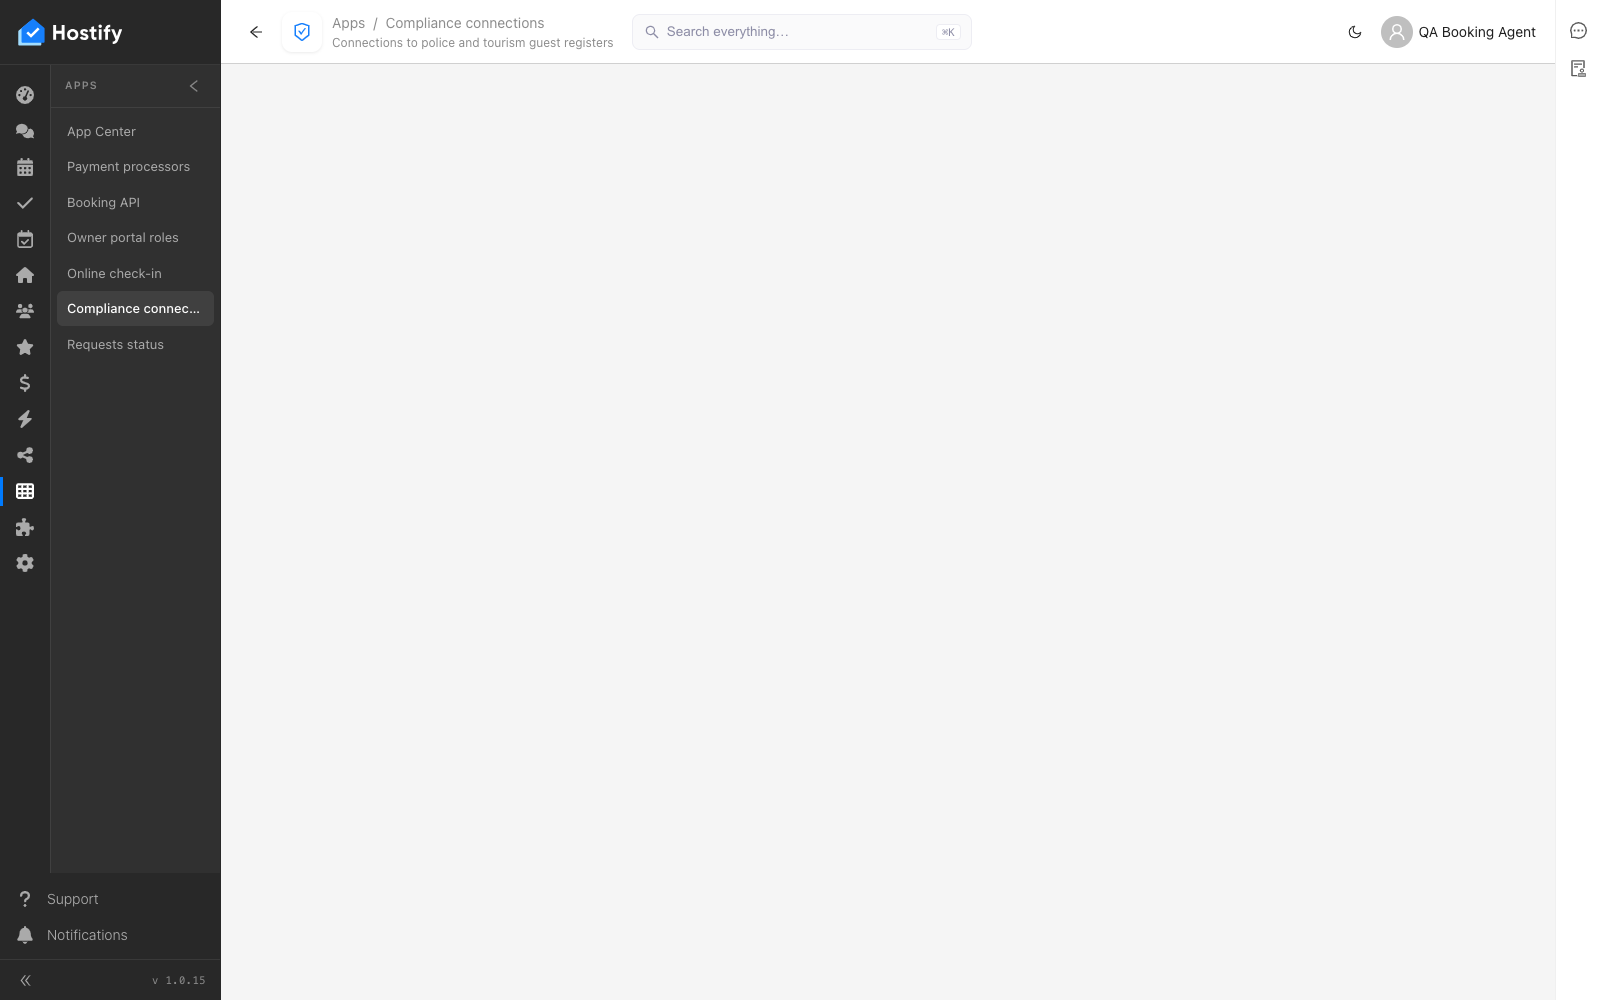 Hostify
APPS
App Center
Payment processors
Booking API
Owner portal roles
Online check-in
Compliance connec...
Requests status
Support
Notifications
v 1.0.15
Apps / Compliance connections
Connections to police and tourism guest registers
Search everything...
⌘K
QA Booking Agent